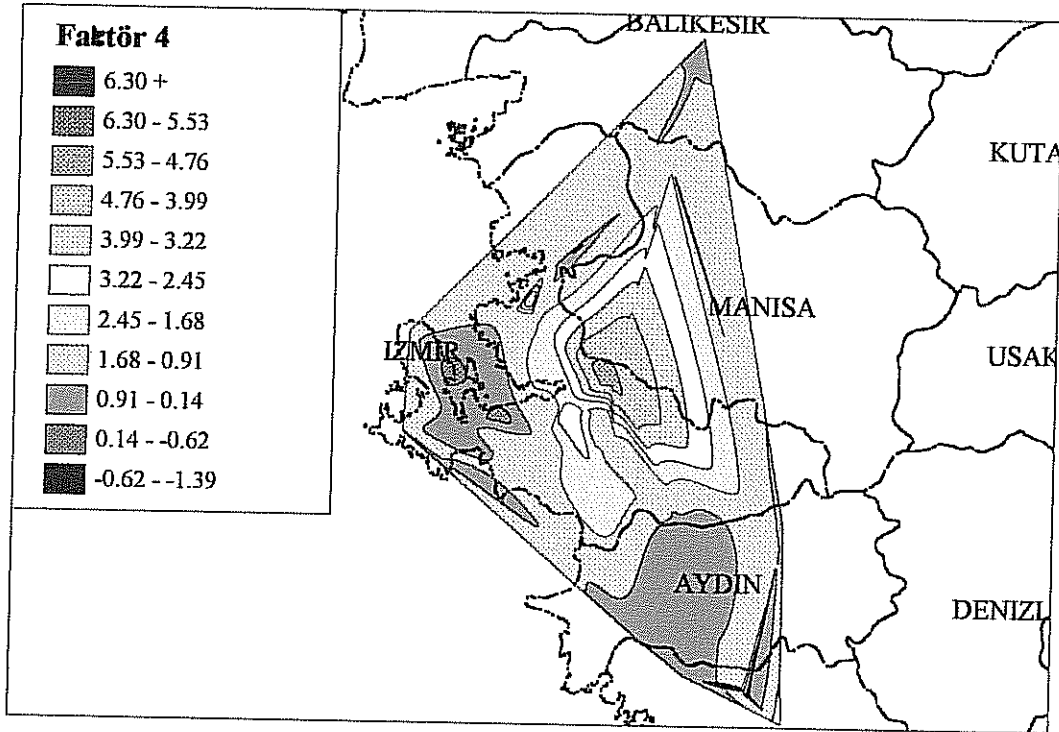 Faktör 4
6.30 +
6.30 - 5.53
5.53 - 4.76
4.76 - 3.99
3.99 - 3.22
3.22 - 2.45
2.45 - 1.68
1.68 - 0.91
0.91 - 0.14
0.14 - -0.62
-0.62 - -1.39
BALIKESIR
KUTA
MANISA
IZMIR
USAK
AYDIN
DENIZL